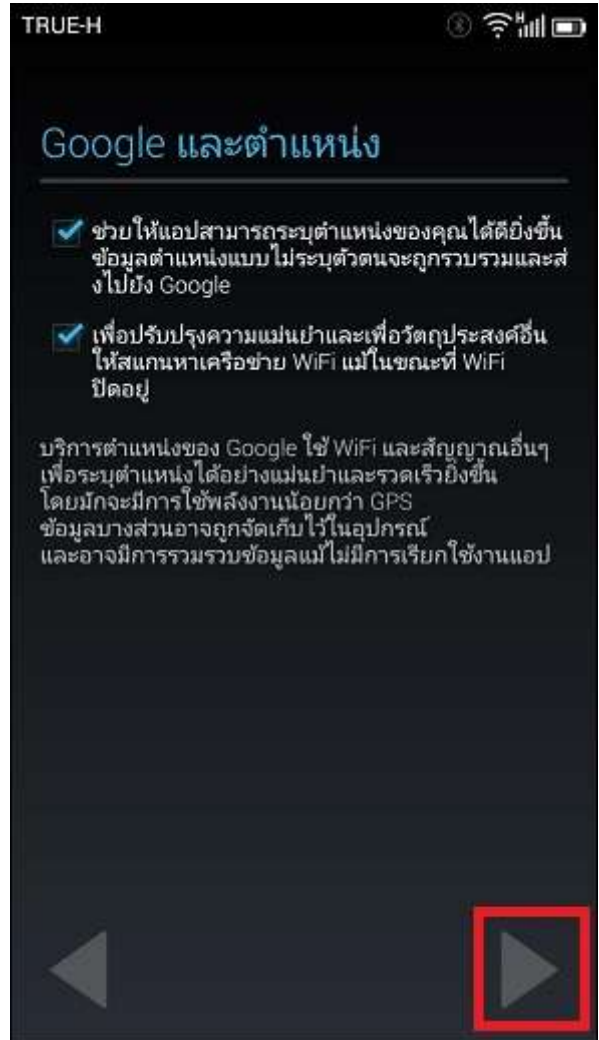 TRUE-H
H
Google และตำแหน่ง
ช่วยให้แอปสามารถระบุตำแหน่งของคุณได้ดียิ่งขึ้น
ข้อมูลตำแหน่งแบบไม่ระบุตัวตนจะถูกรวบรวมและส่
งไปยัง Google
เพื่อปรับปรุงความแม่นยำและเพื่อวัตถุประสงค์อื่น
ให้สแกนหาเครือข่าย WiFi แม้ในขณะที่ WiFi
ปิดอยู่
บริการตำแหน่งของ Google ใช้ WiFi และสัญญาณอื่นๆ
เพื่อระบุตำแหน่งได้อย่างแม่นยำและรวดเร็วยิ่งขึ้น
โดยมักจะมีการใช้พลังงานน้อยกว่า GPS
ข้อมูลบางส่วนอาจถูกจัดเก็บไว้ในอุปกรณ์
และอาจมีการรวมรวบข้อมูลแม้ไม่มีการเรียกใช้งานแอป